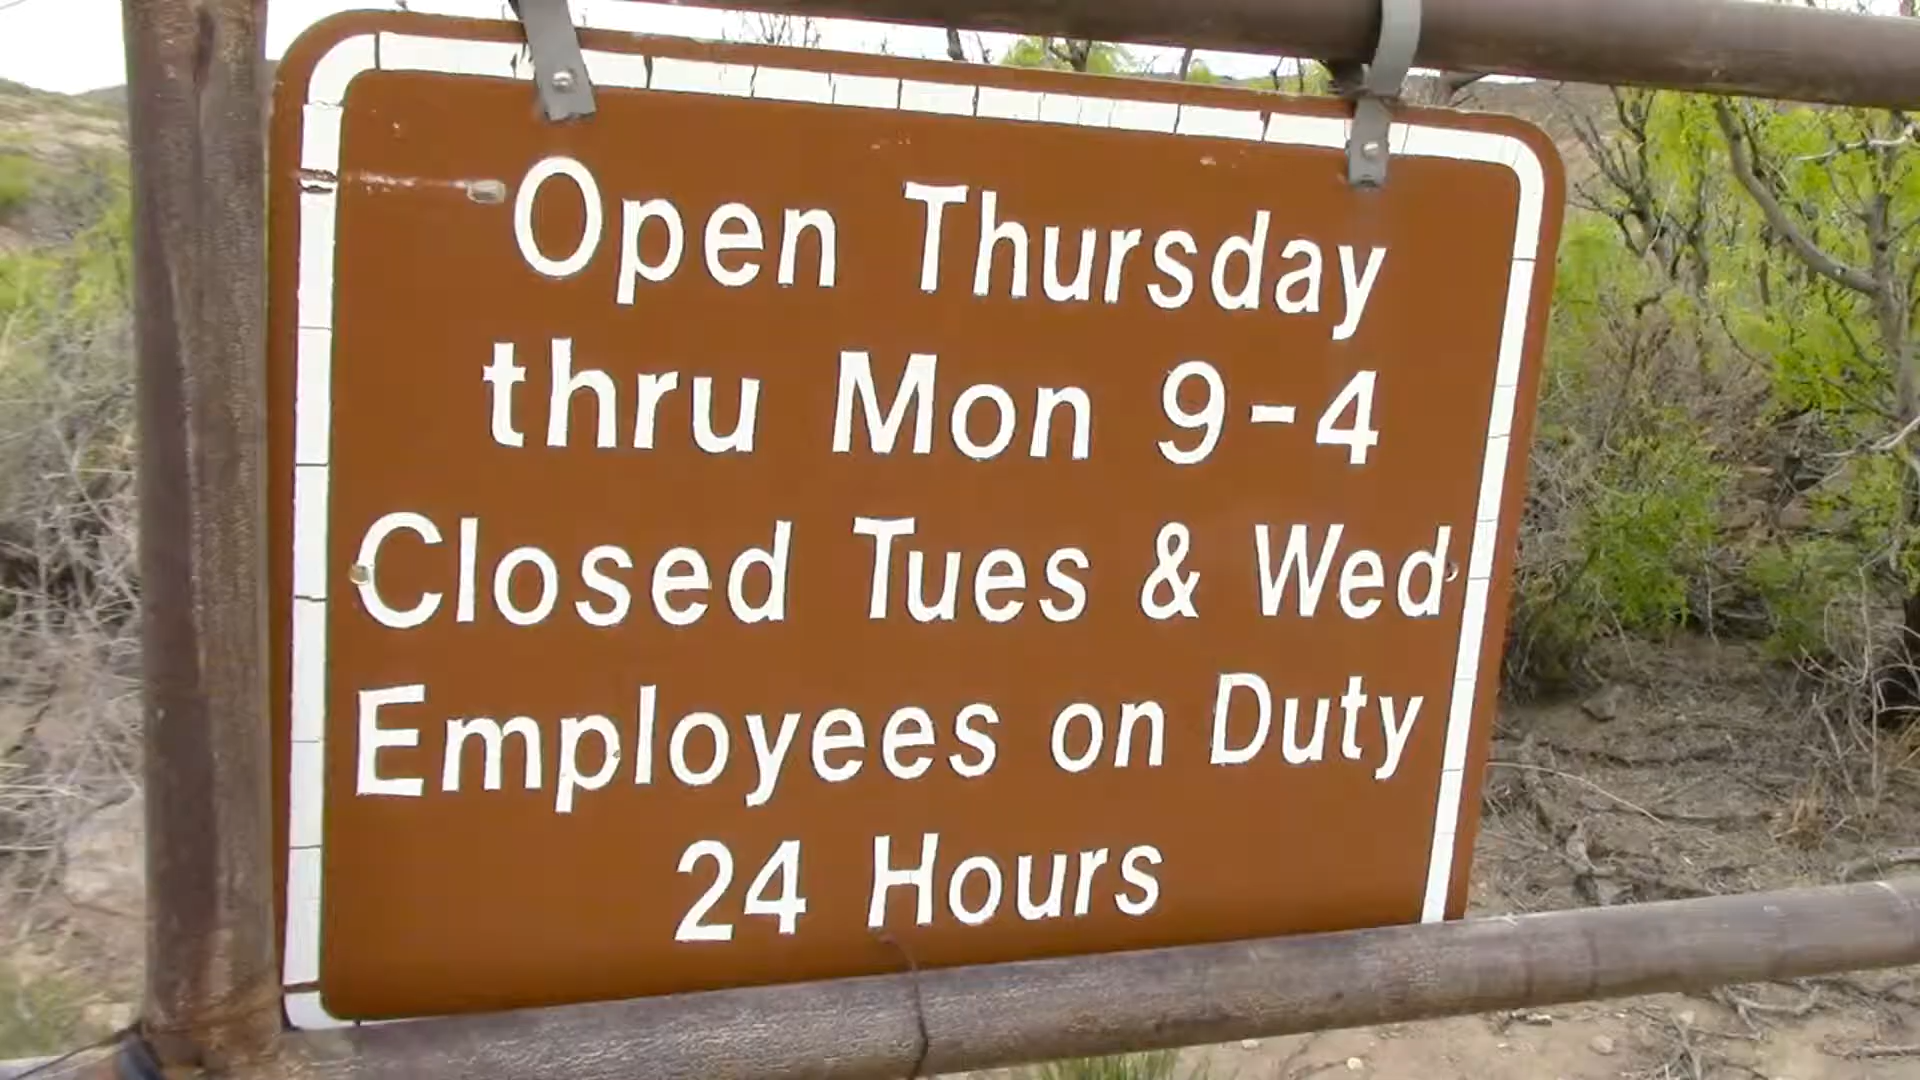 Open Thursday
thru Mon 9-4
Closed Tues & Wed
Employees on Duty
24 Hours